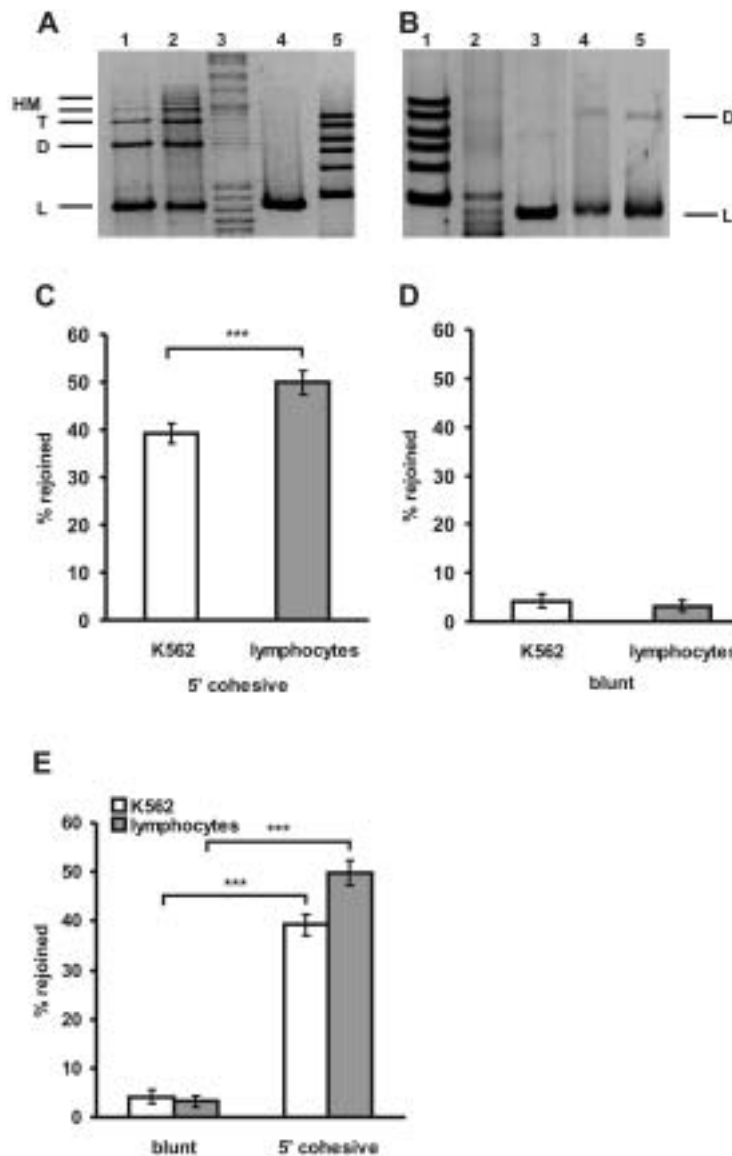 A B
1 2 3 4 5 1 2 3 4 5
HM
T
D
L
D
L
C D
60
50
40
30
20
10
0
% rejoined
***
K562 lymphocytes
5' cohesive
60
50
40
30
20
10
0
% rejoined
K562 lymphocytes
blunt
E
K562
lymphocytes
60
50
40
30
20
10
0
% rejoined
***
***
blunt 5' cohesive